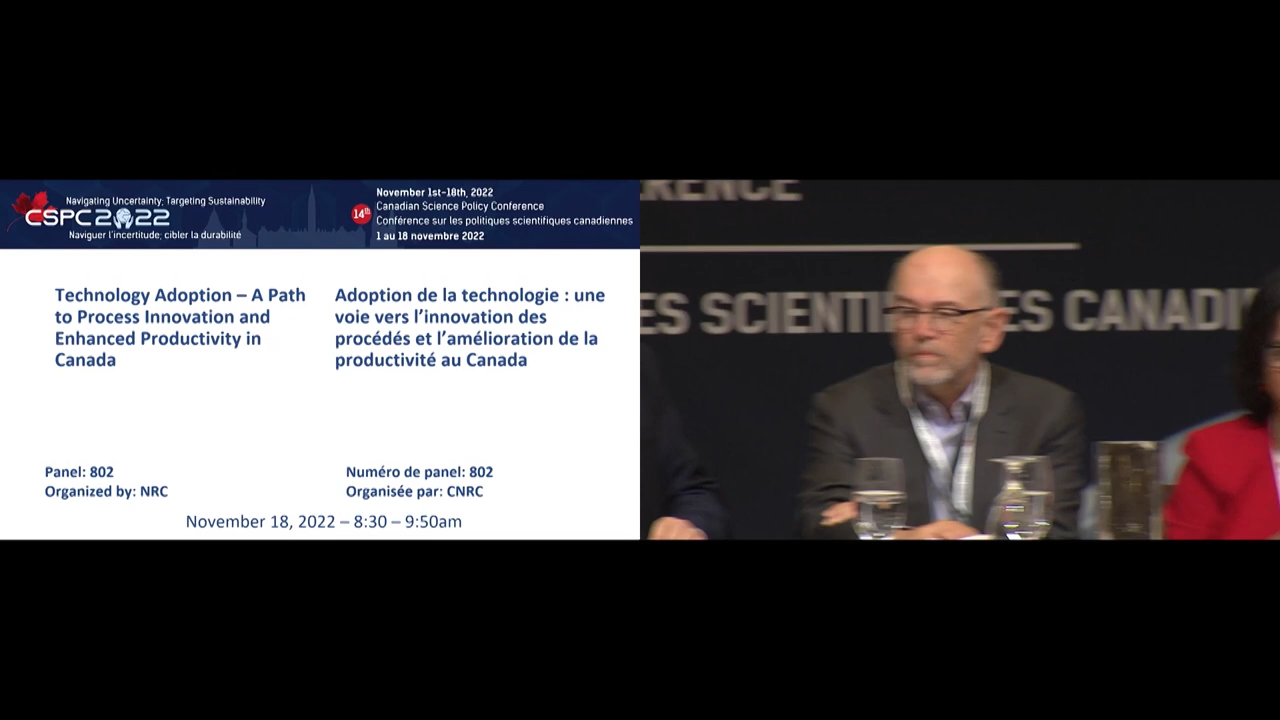 Navigating Uncertainty; Targeting Sustainability
CSPC 2022
Naviguer l'incertitude; cibler la durabilité
14th
November 1st-18th, 2022
Canadian Science Policy Conference
Conférence sur les politiques scientifiques canadiennes
1 au 18 novembre 2022
Technology Adoption – A Path
to Process Innovation and
Enhanced Productivity in
Canada
Adoption de la technologie : une
voie vers l’innovation des
procédés et l’amélioration de la
productivité au Canada
Panel: 802
Organized by: NRC
Numéro de panel: 802
Organisée par: CNRC
November 18, 2022 – 8:30 – 9:50am
ERENCE
ES SCIENTI ES CANADI